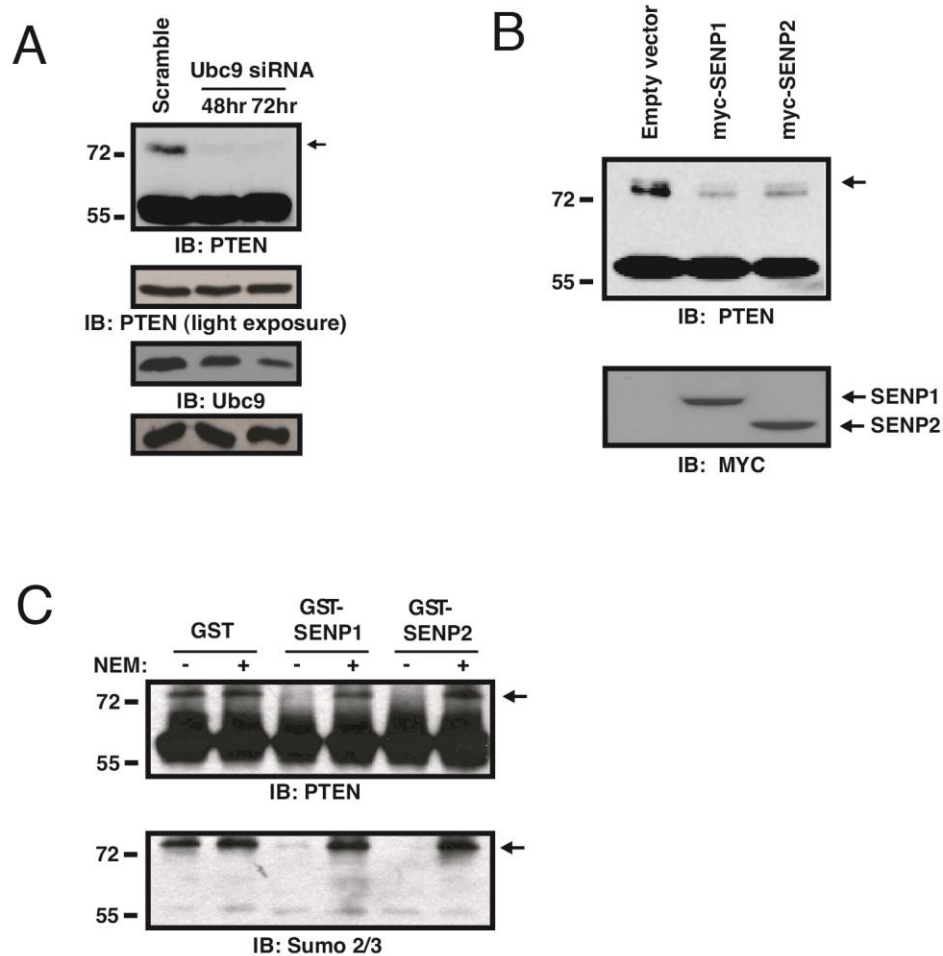 A
Scramble
Ubc9 siRNA
48hr 72hr
72
55
IB: PTEN
IB: PTEN (light exposure)
IB: Ubc9
B
Empty vector
myc-SENP1
myc-SENP2
72
55
IB: PTEN
SENP1
SENP2
IB: MYC
C
GST
GST-
SENP1
GST-
SENP2
NEM: - + - + - +
72
55
IB: PTEN
72
55
IB: Sumo 2/3